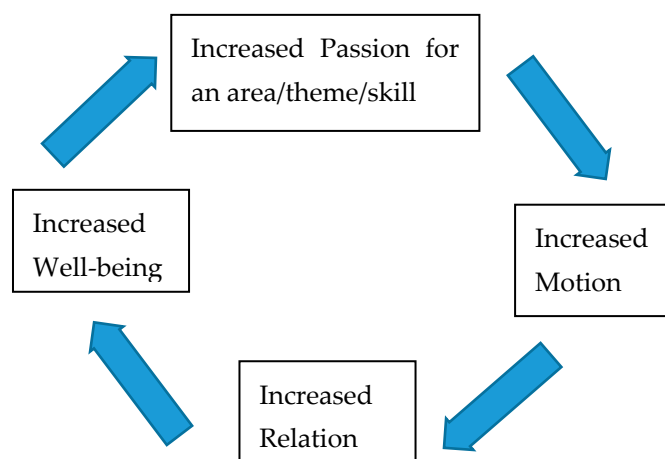 Increased Passion for
an area/theme/skill
Increased
Well-being
Increased
Motion
Increased
Relation